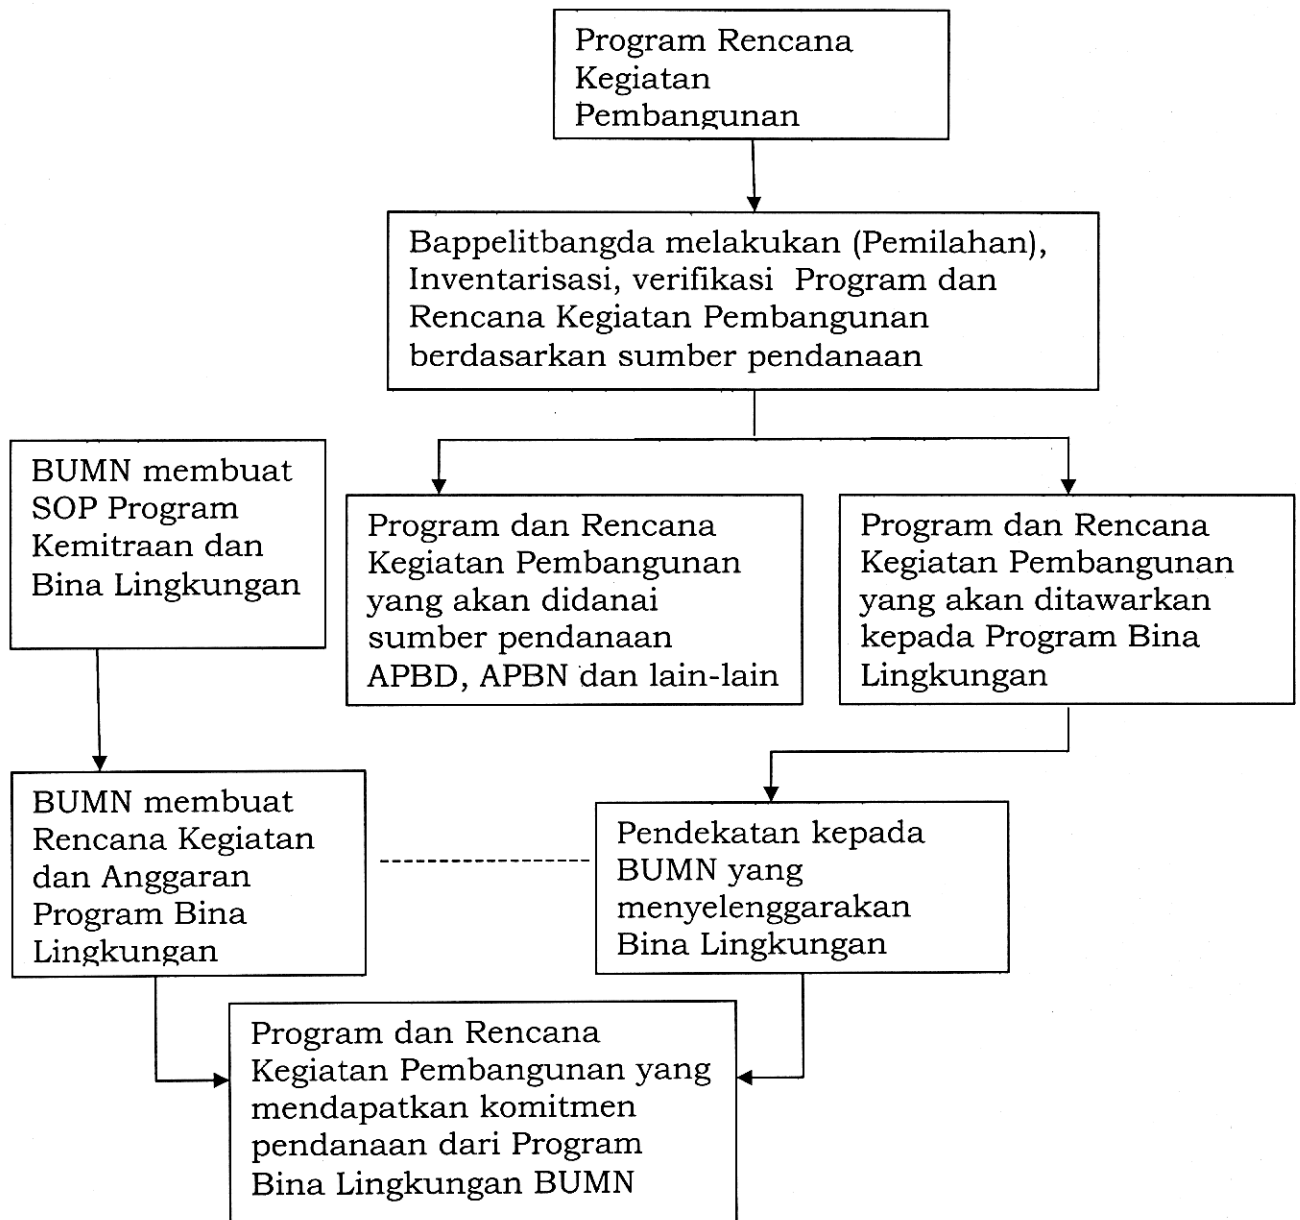 Program Rencana
Kegiatan
Pembangunan
Bappelitbangda melakukan (Pemilahan),
Inventarisasi, verifikasi Program dan
Rencana Kegiatan Pembangunan
berdasarkan sumber pendanaan
BUMN membuat
SOP Program
Kemitraan dan
Bina Lingkungan
Program dan Rencana
Kegiatan Pembangunan
yang akan didanai
sumber pendanaan
APBD, APBN dan lain-lain
Program dan Rencana
Kegiatan Pembangunan
yang akan ditawarkan
kepada Program Bina
Lingkungan
BUMN membuat
Rencana Kegiatan
dan Anggaran
Program Bina
Lingkungan
Pendekatan kepada
BUMN yang
menyelenggarakan
Bina Lingkungan
Program dan Rencana
Kegiatan Pembangunan yang
mendapatkan komitmen
pendanaan dari Program
Bina Lingkungan BUMN